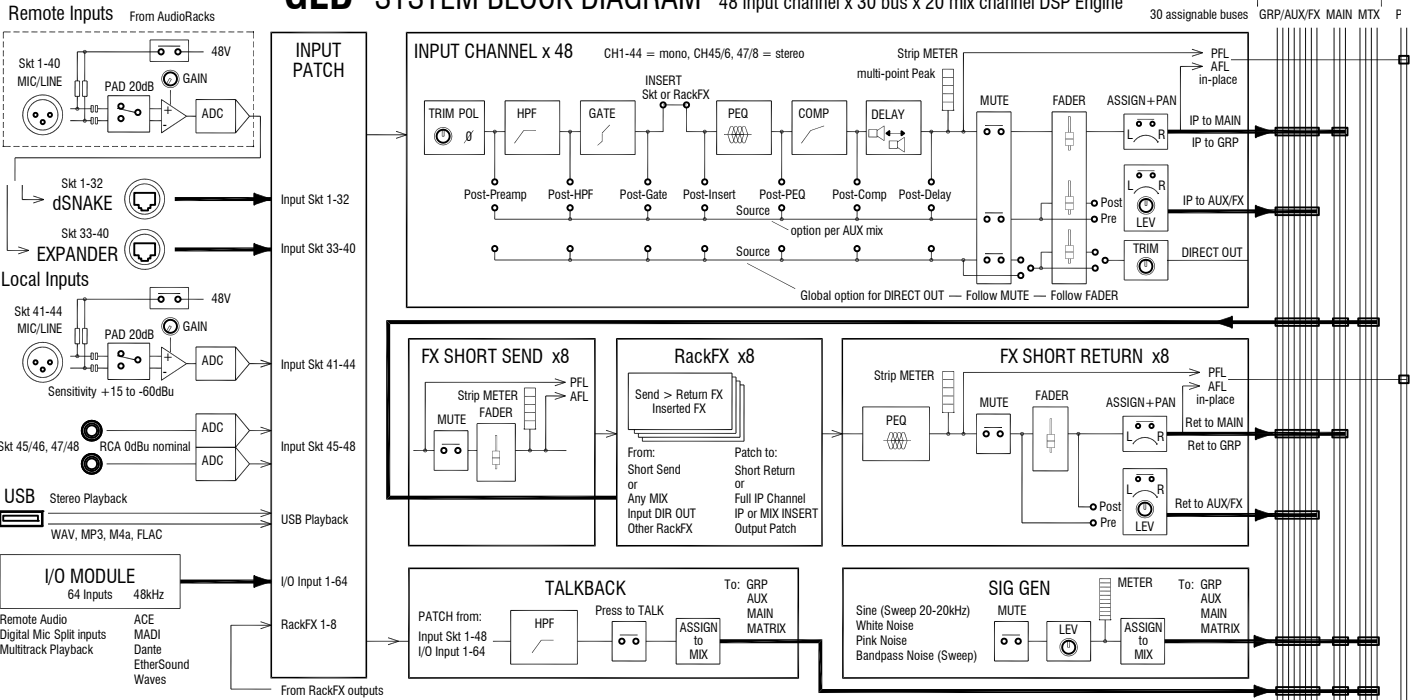 GLD SYSTEM BLOCK DIAGRAM 48 input channel x 30 bus x 20 mix channel DSP Engine
30 assignable buses GRP/AUX/FX MAIN MTX P
Remote Inputs From AudioRacks
Skt 1-40
MIC/LINE
48V
PAD 20dB
GAIN
ADC
Skt 1-32
dSNAKE
Skt 33-40
EXPANDER
Local Inputs
Skt 41-44
MIC/LINE
48V
PAD 20dB
GAIN
ADC
Sensitivity +15 to -60dBu
Skt 45/46, 47/48 RCA 0dBu nominal
ADC
ADC
USB Stereo Playback
WAV, MP3, M4a, FLAC
I/O MODULE
64 Inputs 48kHz
Remote Audio
Digital Mic Split inputs
Multitrack Playback
ACE
MADI
Dante
EtherSound
Waves
INPUT
PATCH
Input Skt 1-32
Input Skt 33-40
Input Skt 41-44
Input Skt 45-48
USB Playback
I/O Input 1-64
RackFX 1-8
From RackFX outputs
INPUT CHANNEL x 48 CH1-44 = mono, CH45/6, 47/8 = stereo
Strip METER
multi-point Peak
PFL
AFL
in-place
INSERT
Skt or RackFX
TRIM POL
Ø
HPF
GATE
PEQ
COMP
DELAY
MUTE
FADER
ASSIGN+PAN
L R
IP to MAIN
IP to GRP
Post-Preamp Post-HPF Post-Gate Post-Insert Post-PEQ Post-Comp Post-Delay
Source
option per AUX mix
Post
Pre
L R
LEV
IP to AUX/FX
Source
TRIM
DIRECT OUT
Global option for DIRECT OUT — Follow MUTE — Follow FADER
FX SHORT SEND x8
PFL
AFL
Strip METER
FADER
MUTE
RackFX x8
Send > Return FX
Inserted FX
From:
Short Send
or
Any MIX
Input DIR OUT
Other RackFX
Patch to:
Short Return
or
Full IP Channel
IP or MIX INSERT
Output Patch
FX SHORT RETURN x8
Strip METER
PFL
AFL
in-place
PEQ
MUTE
FADER
ASSIGN+PAN
L R
Ret to MAIN
Ret to GRP
Post
Pre
L R
LEV
Ret to AUX/FX
TALKBACK
PATCH from:
Input Skt 1-48
I/O Input 1-64
HPF
Press to TALK
ASSIGN
to
MIX
To: GRP
AUX
MAIN
MATRIX
SIG GEN
Sine (Sweep 20-20kHz)
White Noise
Pink Noise
Bandpass Noise (Sweep)
MUTE
LEV
METER
ASSIGN
to
MIX
To: GRP
AUX
MAIN
MATRIX